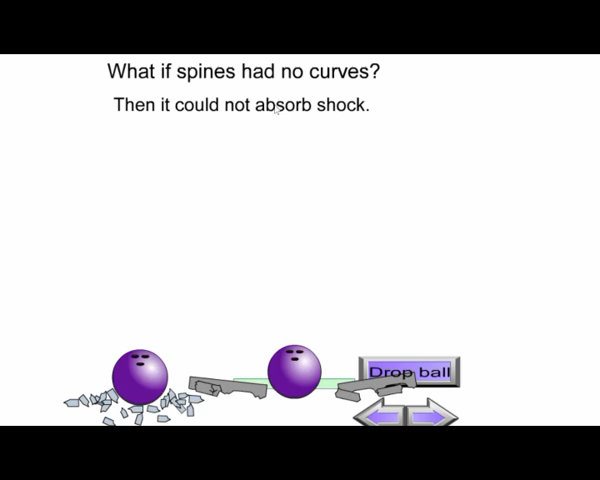 What if spines had no curves?
Then it could not absorb shock.
Drop ball